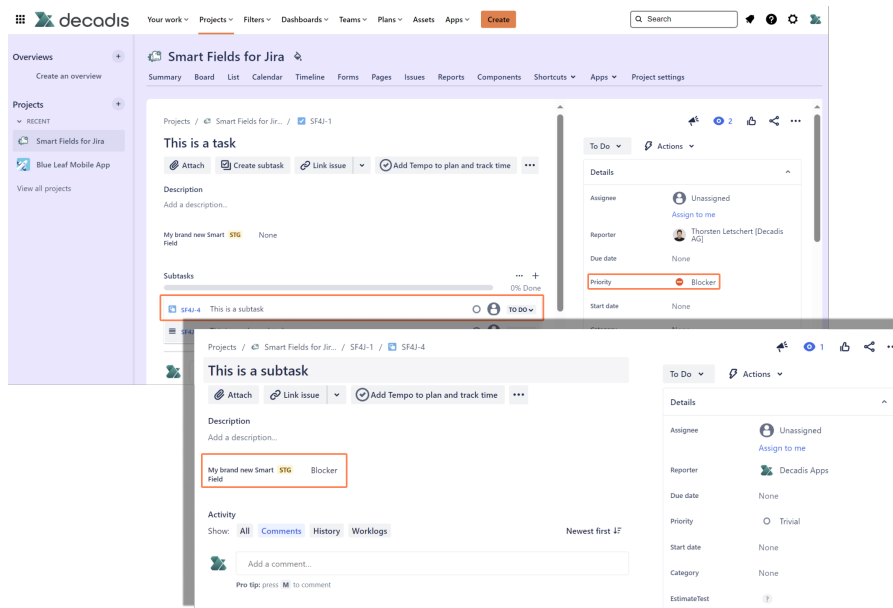 decadis
Your work Projects Filters Dashboards Teams Plans Assets Apps Create Search
Overviews
Create an overview
Projects
RECENT
Smart Fields for Jira
Blue Leaf Mobile App
View all projects
Smart Fields for Jira
Summary Board List Calendar Timeline Forms Pages Issues Reports Components Shortcuts Apps Project settings
Projects / Smart Fields for Jir... / SF4J-1
2
This is a task
To Do Actions
Attach Create subtask Link issue Add Tempo to plan and track time
Description
Add a description...
My brand new Smart STG None
Field
Subtasks
0% Done
SF4J-4 This is a subtask TO DO
Details
Assignee Unassigned
Assign to me
Reporter Thorsten Letschert [Decadis
AG]
Due date None
Priority Blocker
Start date None
Projects / Smart Fields for Jir... / SF4J-1 / SF4J-4
1
This is a subtask
To Do Actions
Attach Link issue Add Tempo to plan and track time
Description
Add a description...
My brand new Smart STG Blocker
Field
Activity
Show: All Comments History Worklogs Newest first
Add a comment...
Pro tip: press M to comment
Details
Assignee Unassigned
Assign to me
Reporter Decadis Apps
Due date None
Priority Trivial
Start date None
Category None
EstimateTest ?